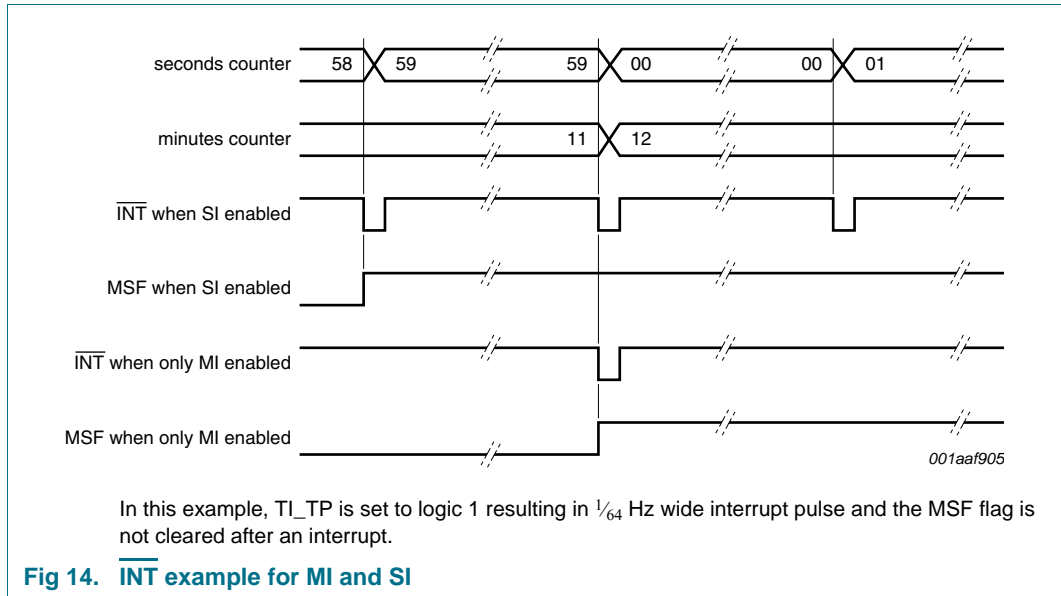 seconds counter 58 59 59 00 00 01
minutes counter 11 12
INT when SI enabled
MSF when SI enabled
INT when only MI enabled
MSF when only MI enabled
001aaf905
In this example, TI_TP is set to logic 1 resulting in 1/64 Hz wide interrupt pulse and the MSF flag is
not cleared after an interrupt.
Fig 14. INT example for MI and SI